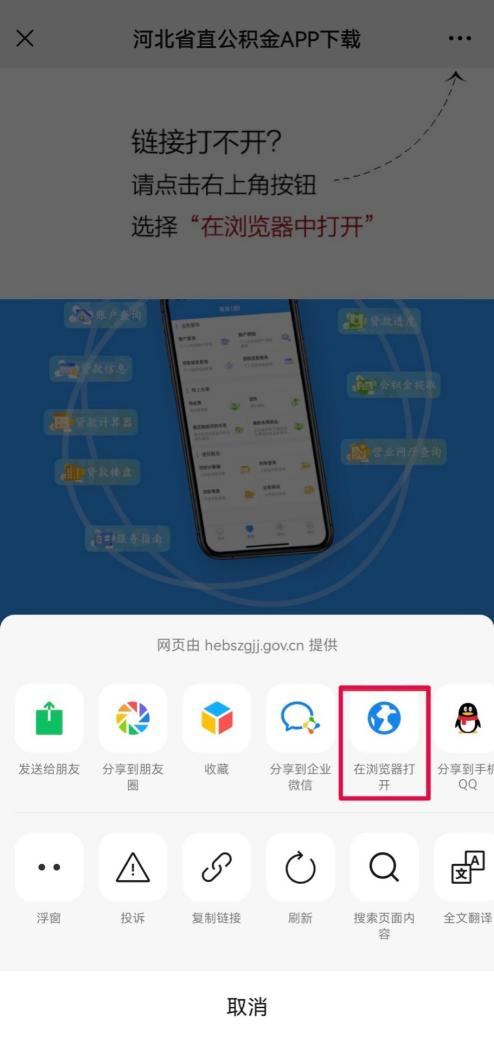 河北省直公积金APP下载
链接打不开?
请点击右上角按钮
选择“在浏览器中打开”
账户查询
贷款信息
贷款计算器
贷款楼盘
服务指南
贷款进度
公积金提取
营业网厅查询
网页由 hebszgjj.gov.cn 提供
发送给朋友
分享到朋友
圈
收藏
分享到企业
微信
在浏览器打
开
分享到手机
QQ
浮窗
投诉
复制链接
刷新
搜索页面内
容
全文翻译
取消